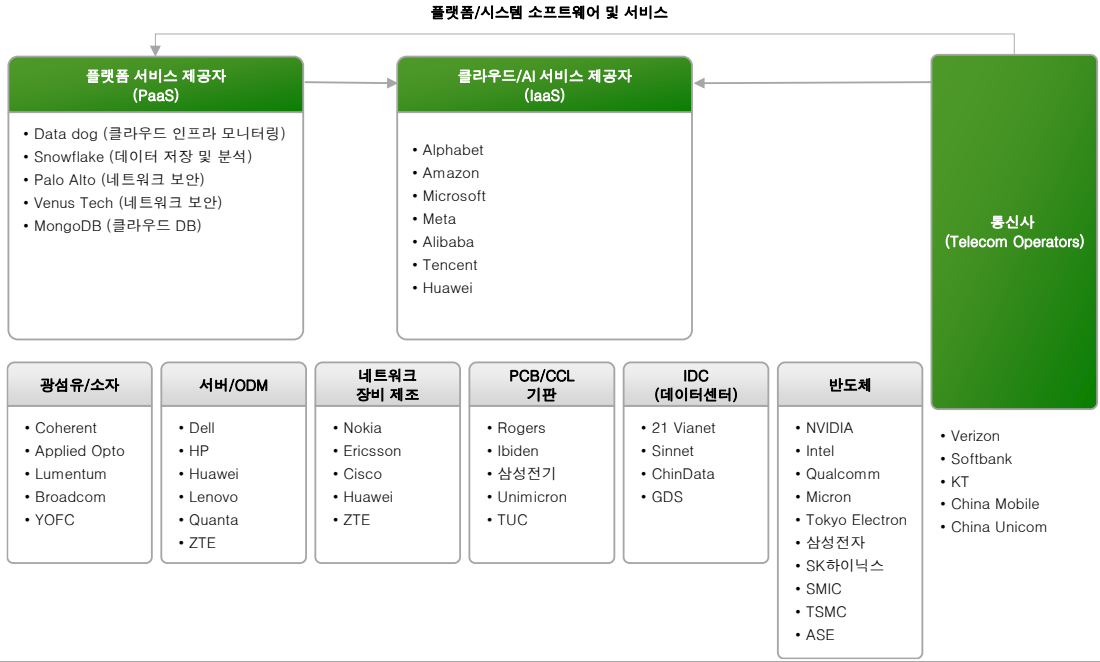 플랫폼/시스템 소프트웨어 및 서비스
플랫폼 서비스 제공자
(PaaS)
• Data dog (클라우드 인프라 모니터링)
• Snowflake (데이터 저장 및 분석)
• Palo Alto (네트워크 보안)
• Venus Tech (네트워크 보안)
• MongoDB (클라우드 DB)
클라우드/AI 서비스 제공자
(IaaS)
• Alphabet
• Amazon
• Microsoft
• Meta
• Alibaba
• Tencent
• Huawei
통신사
(Telecom Operators)
• Verizon
• Softbank
• KT
• China Mobile
• China Unicom
광섬유/소자
• Coherent
• Applied Opto
• Lumentum
• Broadcom
• YOFC
서버/ODM
• Dell
• HP
• Huawei
• Lenovo
• Quanta
• ZTE
네트워크
장비 제조
• Nokia
• Ericsson
• Cisco
• Huawei
• ZTE
PCB/CCL
기판
• Rogers
• Ibiden
• 삼성전기
• Unimicron
• TUC
IDC
(데이터센터)
• 21 Vianet
• Sinnet
• ChinData
• GDS
반도체
• NVIDIA
• Intel
• Qualcomm
• Micron
• Tokyo Electron
• 삼성전자
• SK하이닉스
• SMIC
• TSMC
• ASE